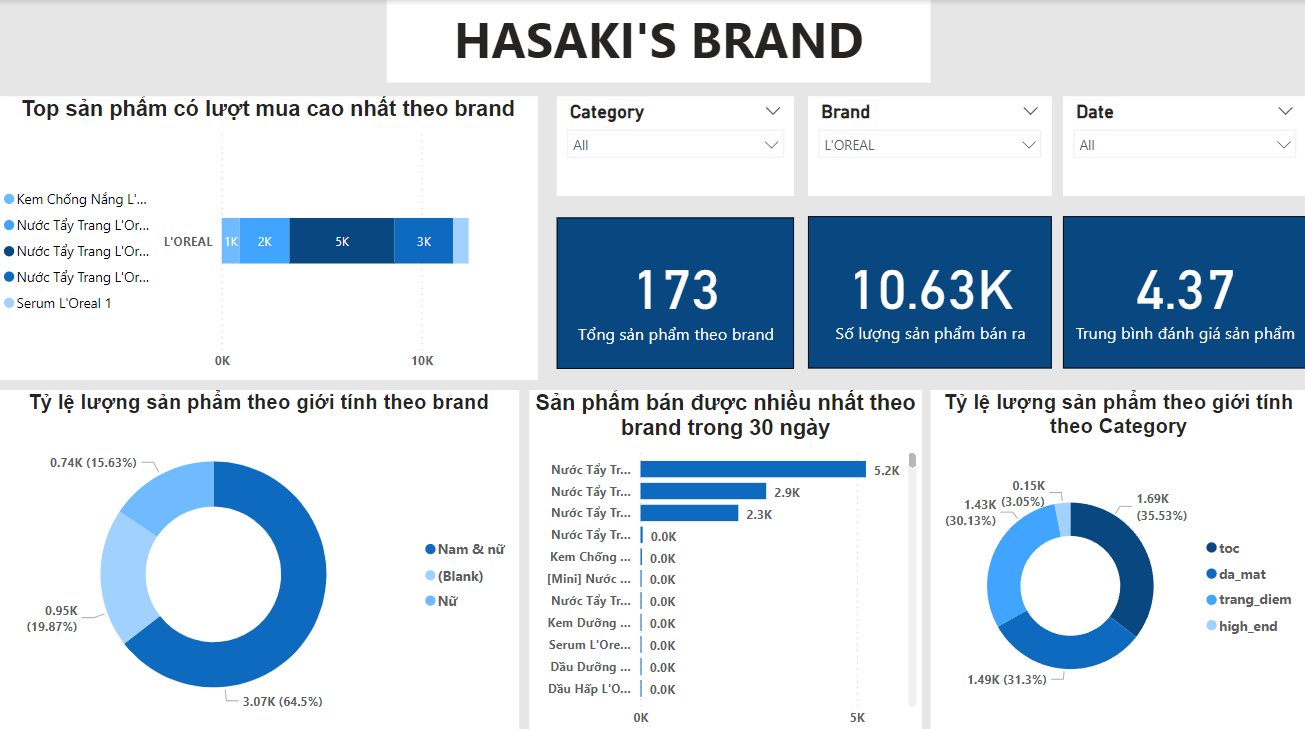 HASAKI'S BRAND
Top sản phẩm có lượt mua cao nhất theo brand
Kem Chống Nắng L'...
Nước Tẩy Trang L'Or...
Nước Tẩy Trang L'Or...
Nước Tẩy Trang L'Or...
Serum L'Oreal 1
L'OREAL
1K
2K
5K
3K
0K
10K
Category
All
Brand
L'OREAL
Date
All
173
Tổng sản phẩm theo brand
10.63K
Số lượng sản phẩm bán ra
4.37
Trung bình đánh giá sản phẩm
Tỷ lệ lượng sản phẩm theo giới tính theo brand
0.74K (15.63%)
0.95K
(19.87%)
3.07K (64.5%)
Nam & nữ
(Blank)
Nữ
Sản phẩm bán được nhiều nhất theo
brand trong 30 ngày
Nước Tẩy Tr...
5.2K
Nước Tẩy Tr...
2.9K
Nước Tẩy Tr...
2.3K
Nước Tẩy Tr...
0.0K
Kem Chống ...
0.0K
[Mini] Nước ...
0.0K
Nước Tẩy Tr...
0.0K
Kem Dưỡng ...
0.0K
Serum L'Ore...
0.0K
Dầu Dưỡng ...
0.0K
Dầu Hấp L'O...
0.0K
0K
5K
Tỷ lệ lượng sản phẩm theo giới tính
theo Category
0.15K
(3.05%)
1.43K
(30.13%)
1.69K
(35.53%)
1.49K (31.3%)
toc
da_mat
trang_diem
high_end